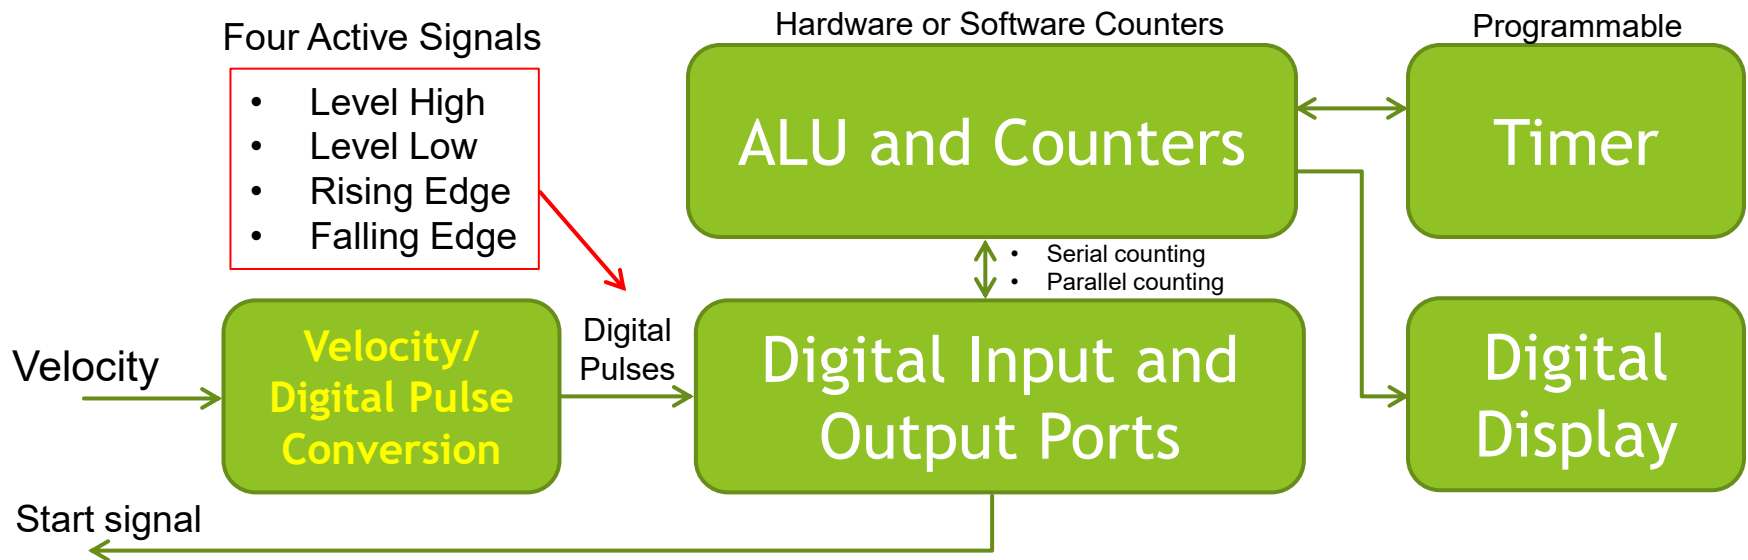 Four Active Signals
• Level High
• Level Low
• Rising Edge
• Falling Edge
Hardware or Software Counters
ALU and Counters
Programmable
Timer
• Serial counting
• Parallel counting
Velocity
Velocity/
Digital Pulse
Conversion
Digital
Pulses
Digital Input and
Output Ports
Digital
Display
Start signal